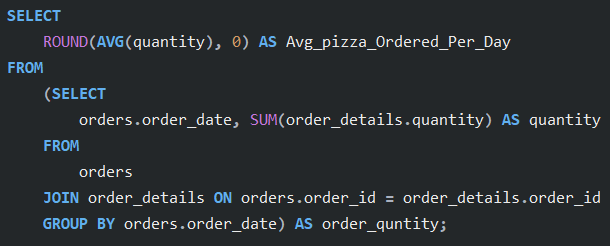 SELECT
ROUND(AVG(quantity), 0) AS Avg_pizza_Ordered_Per_Day
FROM
(SELECT
orders.order_date, SUM(order_details.quantity) AS quantity
FROM
orders
JOIN order_details ON orders.order_id = order_details.order_id
GROUP BY orders.order_date) AS order_quntity;